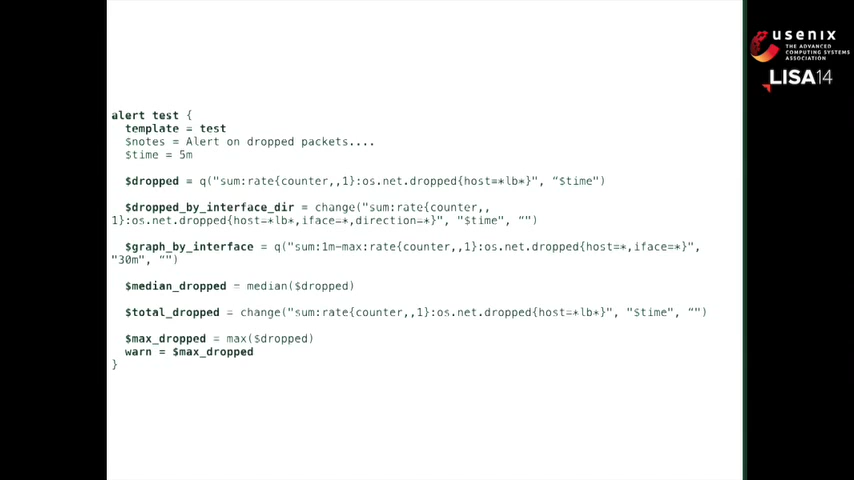 alert test {
template = test
$notes = Alert on dropped packets....
$time = 5m
$dropped = q("sum:rate{counter,,1}:os.net.dropped{host=*lb*}", “$time")
$dropped_by_interface_dir = change("sum:rate{counter,,
1}:os.net.dropped{host=*lb*,iface=*,direction=*}", "$time", “")
$graph_by_interface = q("sum:1m-max:rate{counter,,1}:os.net.dropped{host=*,iface=*}",
"30m", “")
$median_dropped = median($dropped)
$total_dropped = change("sum:rate{counter,,1}:os.net.dropped{host=*lb*}", "$time", “")
$max_dropped = max($dropped)
warn = $max_dropped
}
usenix
THE ADVANCED
COMPUTING SYSTEMS
ASSOCIATION
LISA14